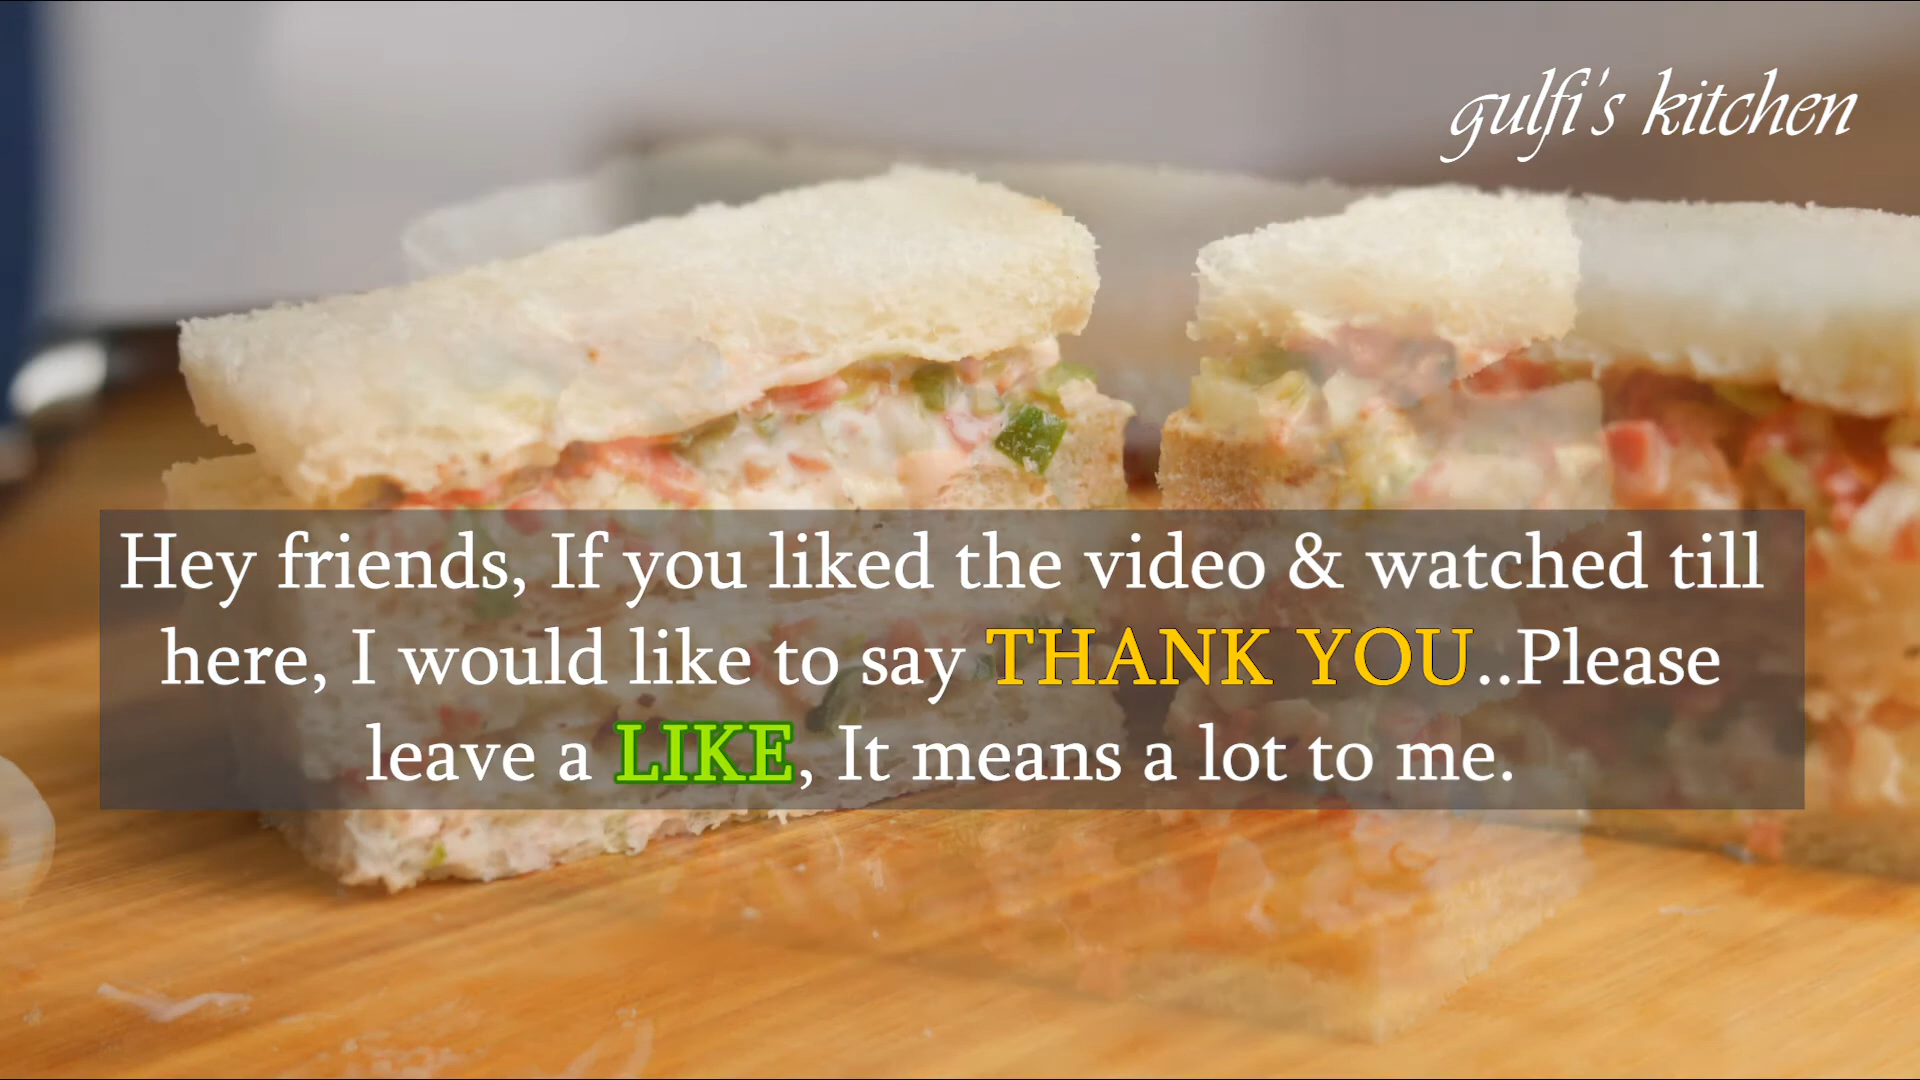 gulfi's kitchen
Hey friends, If you liked the video & watched till
here, I would like to say THANK YOU..Please
leave a LIKE, It means a lot to me.